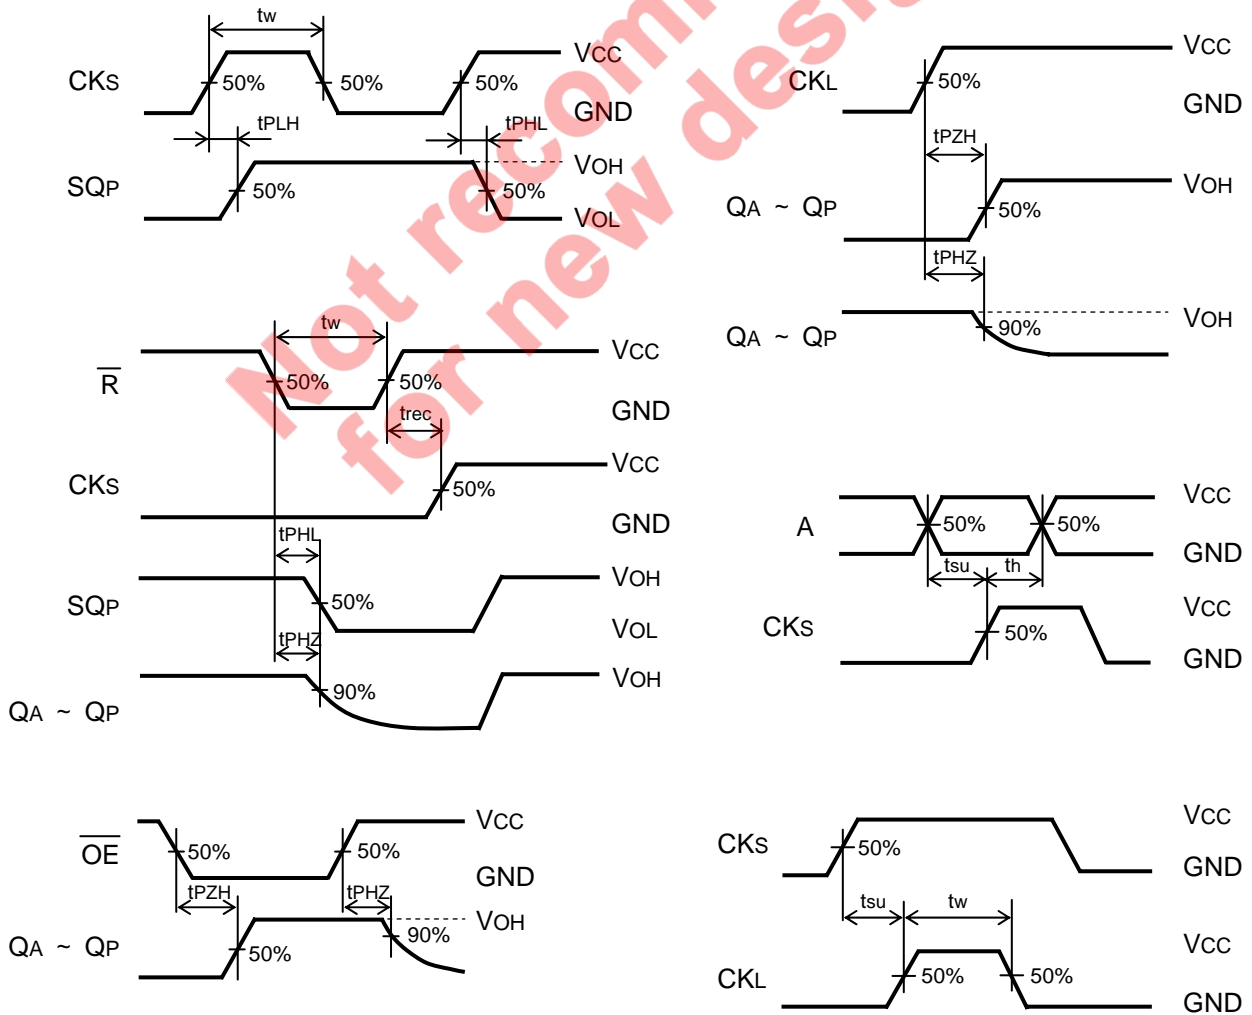 tw
CKS 50% 50% 50% VCC
GND
tPLH tPHL
SQP 50% 50% VOH
VOL
CKL 50% VCC
GND
tPZH
QA ~ QP 50% VOH
tPHZ
QA ~ QP 90% VOH
tw
R 50% 50% VCC
GND
trec
CKS 50% VCC
GND
tPHL
SQP 50% VOH
VOL
tPHZ
QA ~ QP 90% VOH
A 50% 50% VCC
GND
tsu th
CKS 50% VCC
GND
OE 50% 50% VCC
GND
tPZH tPHZ
QA ~ QP 50% 90% VOH
CKS 50% VCC
GND
tsu tw
CKL 50% 50% VCC
GND
Not
for new